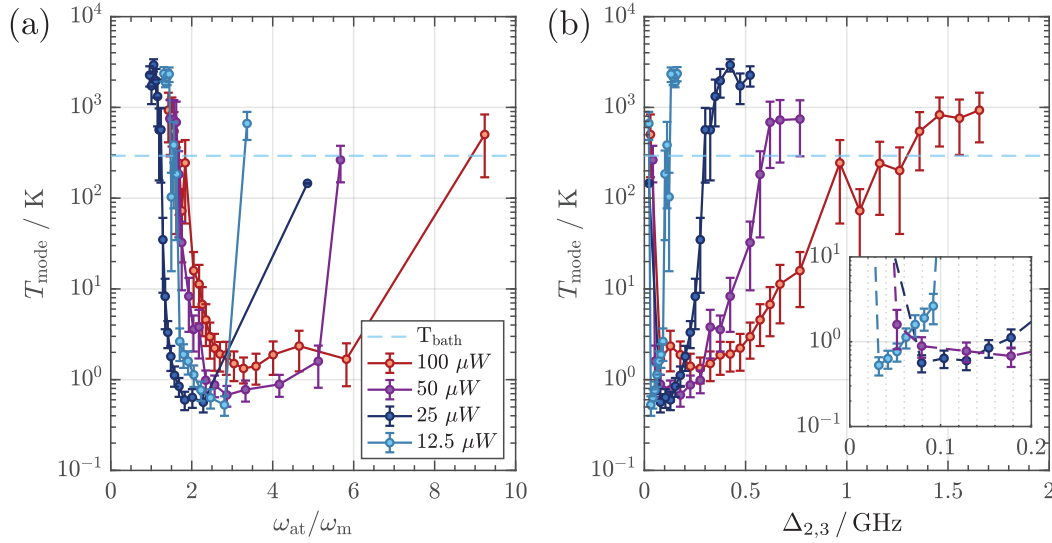 (a)
10^4
10^3
10^2
10^1
10^0
10^{-1}
T_mode / K
0 2 4 6 8 10
ω_at/ω_m
T_bath
100 μW
50 μW
25 μW
12.5 μW
(b)
10^4
10^3
10^2
10^1
10^0
10^{-1}
T_mode / K
0 0.5 1 1.5 2
Δ_{2,3} / GHz
10^1
10^0
10^{-1}
0 0.1 0.2